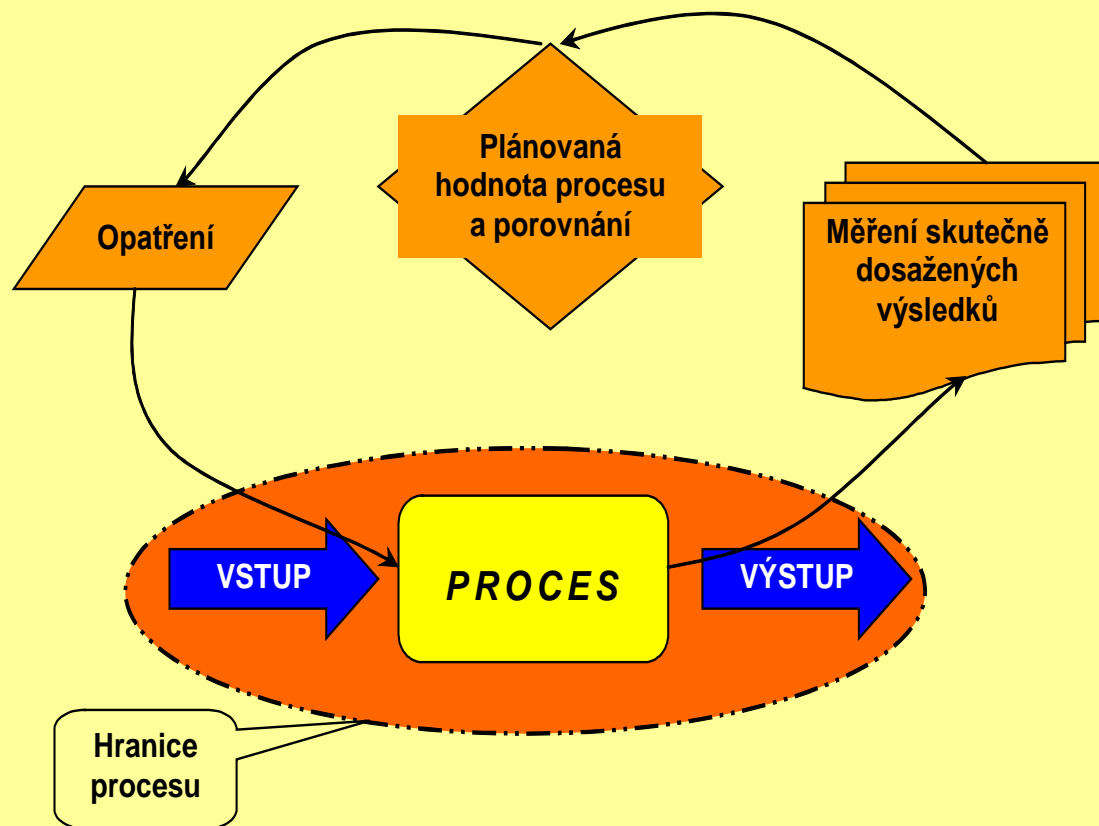 Plánovaná
hodnota procesu
a porovnání
Opatření
Měření skutečně
dosažených
výsledků
VSTUP
PROCES
VÝSTUP
Hranice
procesu